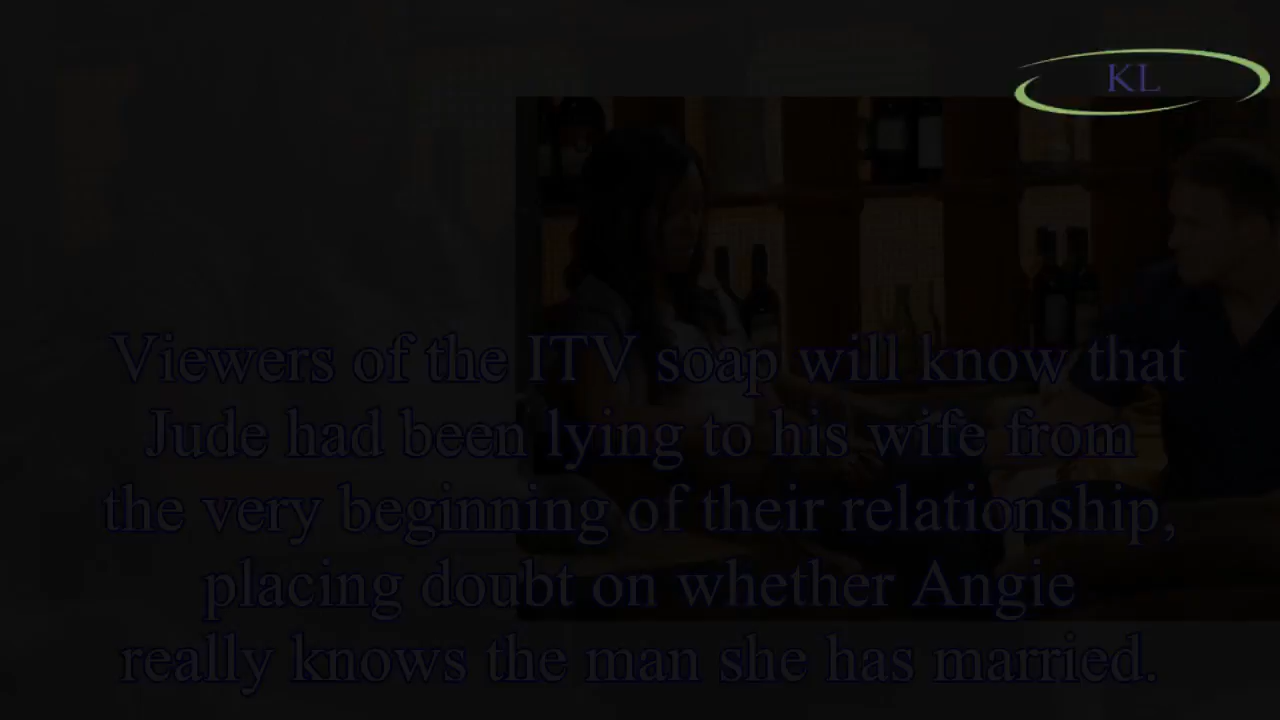 KL
Viewers of the ITV soap will know that
Jude had been lying to his wife from
the very beginning of their relationship,
placing doubt on whether Angie
really knows the man she has married.